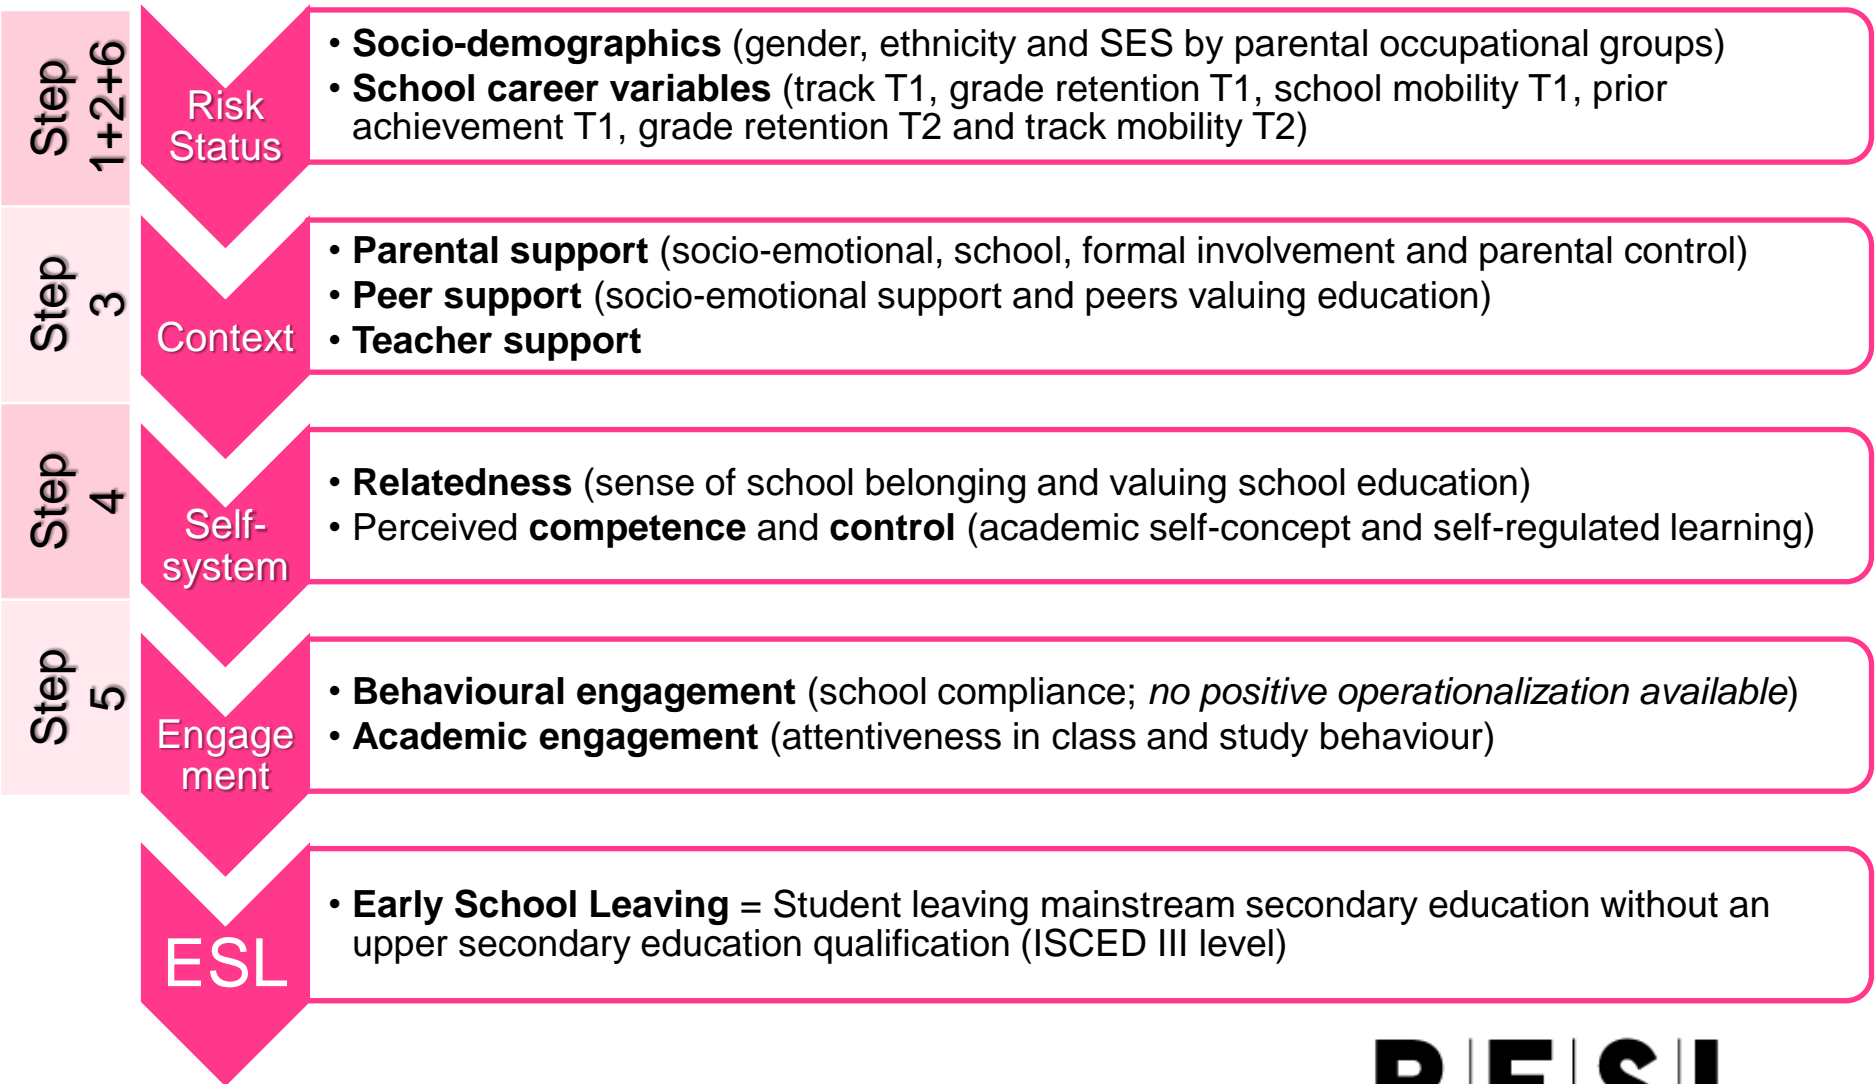 Step
1+2+6
Risk
Status
• Socio-demographics (gender, ethnicity and SES by parental occupational groups)
• School career variables (track T1, grade retention T1, school mobility T1, prior
achievement T1, grade retention T2 and track mobility T2)
Step
3
Context
• Parental support (socio-emotional, school, formal involvement and parental control)
• Peer support (socio-emotional support and peers valuing education)
• Teacher support
Step
4
Self-
system
• Relatedness (sense of school belonging and valuing school education)
• Perceived competence and control (academic self-concept and self-regulated learning)
Step
5
Engage
ment
• Behavioural engagement (school compliance; no positive operationalization available)
• Academic engagement (attentiveness in class and study behaviour)
ESL
• Early School Leaving = Student leaving mainstream secondary education without an
upper secondary education qualification (ISCED III level)